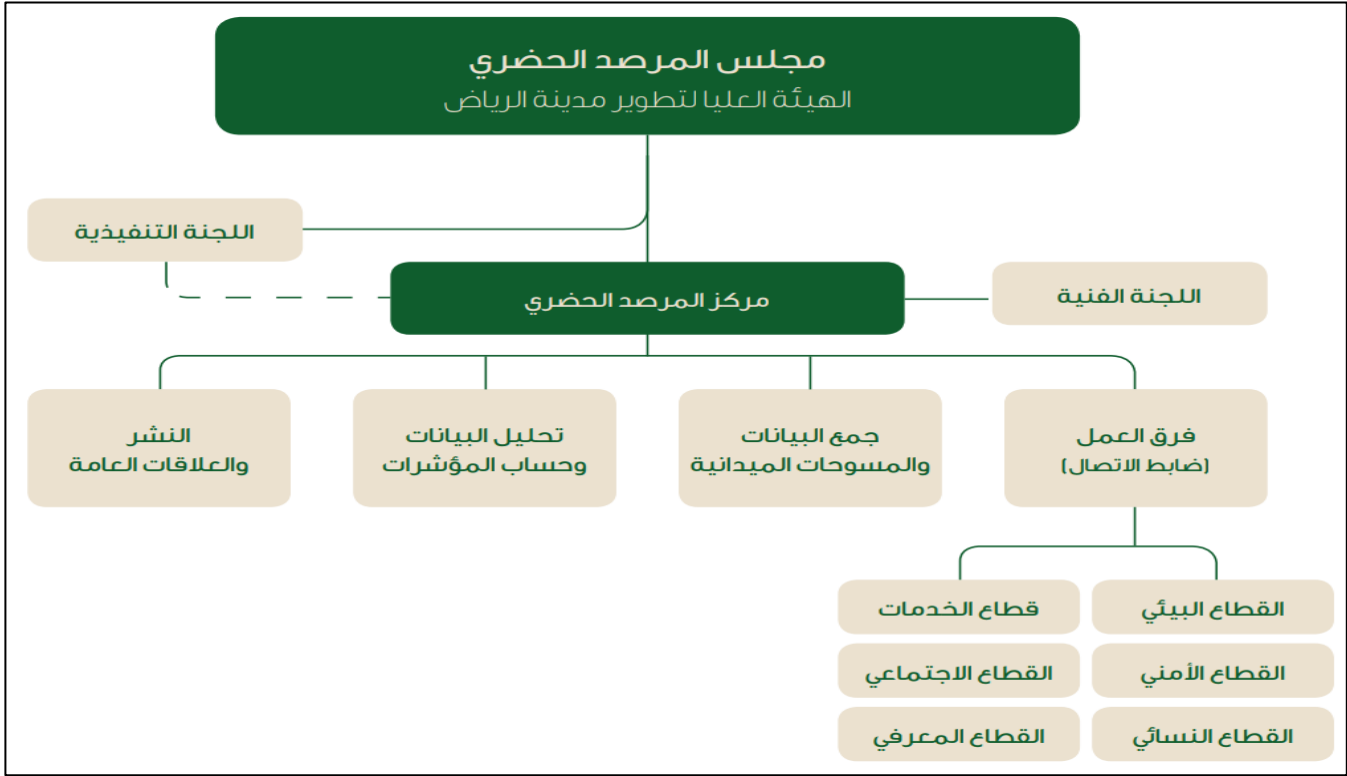 مجلس المرصد الحضري
الهيئة العليا لتطوير مدينة الرياض
اللجنة التنفيذية
اللجنة الفنية
مركز المرصد الحضري
فرق العمل
(ضابط الاتصال)
جمع البيانات
والمسوحات الميدانية
تحليل البيانات
وحساب المؤشرات
النشر
والعلاقات العامة
القطاع البيئي
قطاع الخدمات
القطاع الأمني
القطاع الاجتماعي
القطاع النسائي
القطاع المعرفي